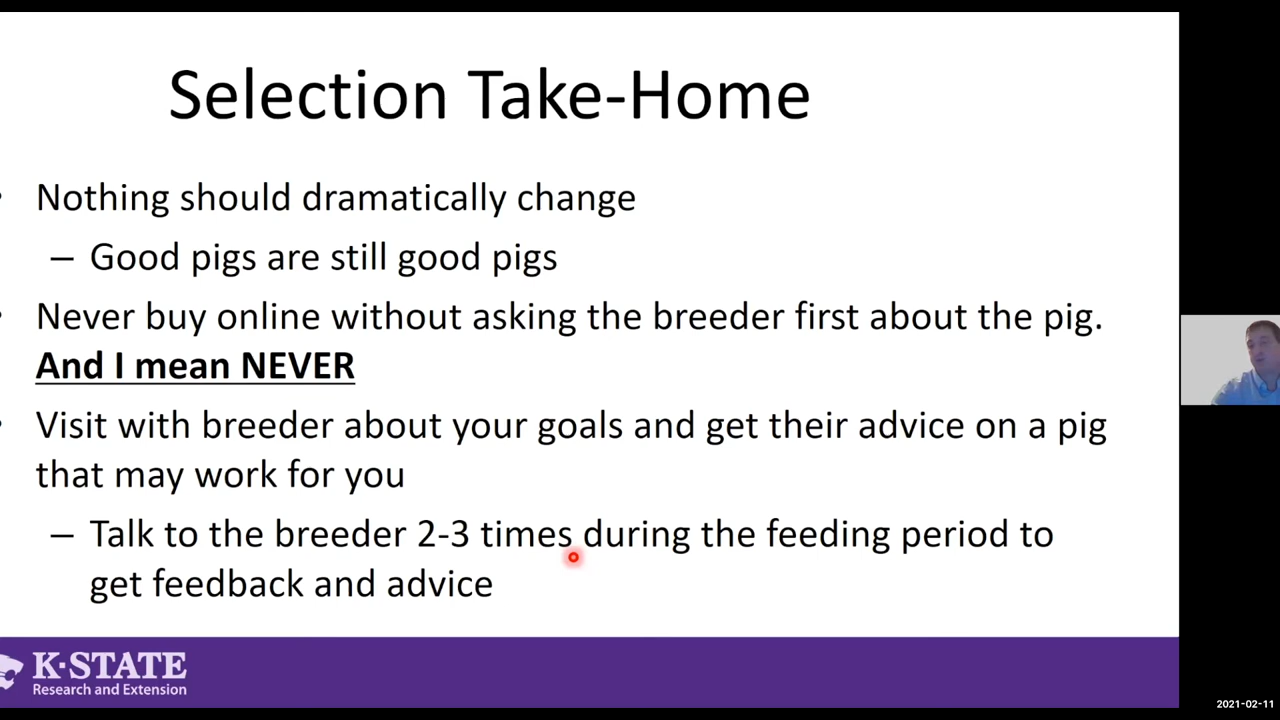 Selection Take-Home
• Nothing should dramatically change
– Good pigs are still good pigs
• Never buy online without asking the breeder first about the pig.
And I mean NEVER
• Visit with breeder about your goals and get their advice on a pig
that may work for you
– Talk to the breeder 2-3 times during the feeding period to
get feedback and advice
K-STATE
Research and Extension
2021-02-11